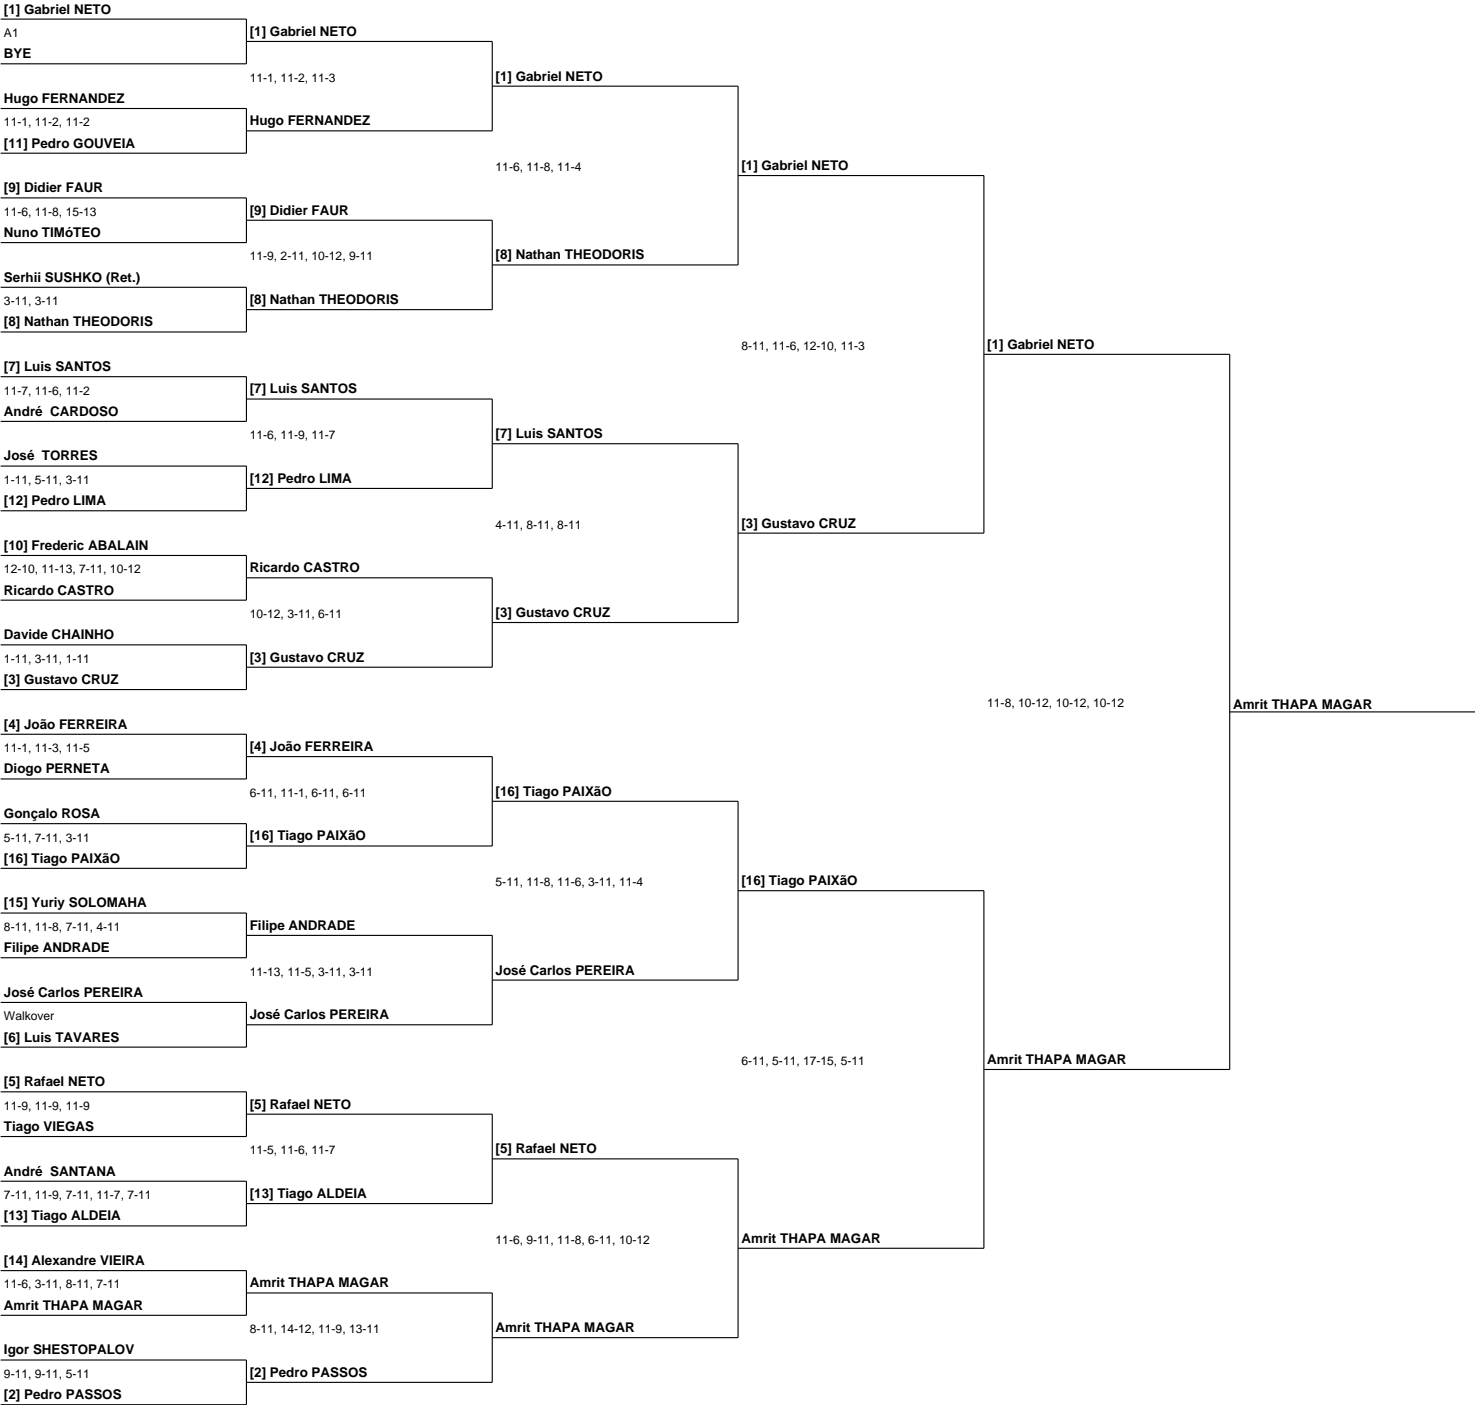 [1] Gabriel NETO
A1
BYE
Hugo FERNANDEZ
11-1, 11-2, 11-2
[11] Pedro GOUVEIA
[9] Didier FAUR
11-6, 11-8, 15-13
Nuno TIMóTEO
Serhii SUSHKO (Ret.)
3-11, 3-11
[8] Nathan THEODORIS
[7] Luis SANTOS
11-7, 11-6, 11-2
André  CARDOSO
José  TORRES
1-11, 5-11, 3-11
[12] Pedro LIMA
[10] Frederic ABALAIN
12-10, 11-13, 7-11, 10-12
Ricardo CASTRO
Davide CHAINHO
1-11, 3-11, 1-11
[3] Gustavo CRUZ
[4] João FERREIRA
11-1, 11-3, 11-5
Diogo PERNETA
Gonçalo ROSA
5-11, 7-11, 3-11
[16] Tiago PAIXãO
[15] Yuriy SOLOMAHA
8-11, 11-8, 7-11, 4-11
Filipe ANDRADE
José Carlos PEREIRA
Walkover
[6] Luis TAVARES
[5] Rafael NETO
11-9, 11-9, 11-9
Tiago VIEGAS
André  SANTANA
7-11, 11-9, 7-11, 11-7, 7-11
[13] Tiago ALDEIA
[14] Alexandre VIEIRA
11-6, 3-11, 8-11, 7-11
Amrit THAPA MAGAR
Igor SHESTOPALOV
9-11, 9-11, 5-11
[2] Pedro PASSOS
[1] Gabriel NETO
11-1, 11-2, 11-3
Hugo FERNANDEZ
[9] Didier FAUR
11-9, 2-11, 10-12, 9-11
[8] Nathan THEODORIS
[7] Luis SANTOS
11-6, 11-9, 11-7
[12] Pedro LIMA
Ricardo CASTRO
10-12, 3-11, 6-11
[3] Gustavo CRUZ
[4] João FERREIRA
6-11, 11-1, 6-11, 6-11
[16] Tiago PAIXãO
Filipe ANDRADE
11-13, 11-5, 3-11, 3-11
José Carlos PEREIRA
[5] Rafael NETO
11-5, 11-6, 11-7
[13] Tiago ALDEIA
Amrit THAPA MAGAR
8-11, 14-12, 11-9, 13-11
[2] Pedro PASSOS
[1] Gabriel NETO
11-6, 11-8, 11-4
[8] Nathan THEODORIS
[7] Luis SANTOS
4-11, 8-11, 8-11
[3] Gustavo CRUZ
[16] Tiago PAIXãO
5-11, 11-8, 11-6, 3-11, 11-4
José Carlos PEREIRA
[5] Rafael NETO
11-6, 9-11, 11-8, 6-11, 10-12
Amrit THAPA MAGAR
[1] Gabriel NETO
8-11, 11-6, 12-10, 11-3
[3] Gustavo CRUZ
[16] Tiago PAIXãO
6-11, 5-11, 17-15, 5-11
Amrit THAPA MAGAR
[1] Gabriel NETO
11-8, 10-12, 10-12, 10-12
Amrit THAPA MAGAR
Amrit THAPA MAGAR